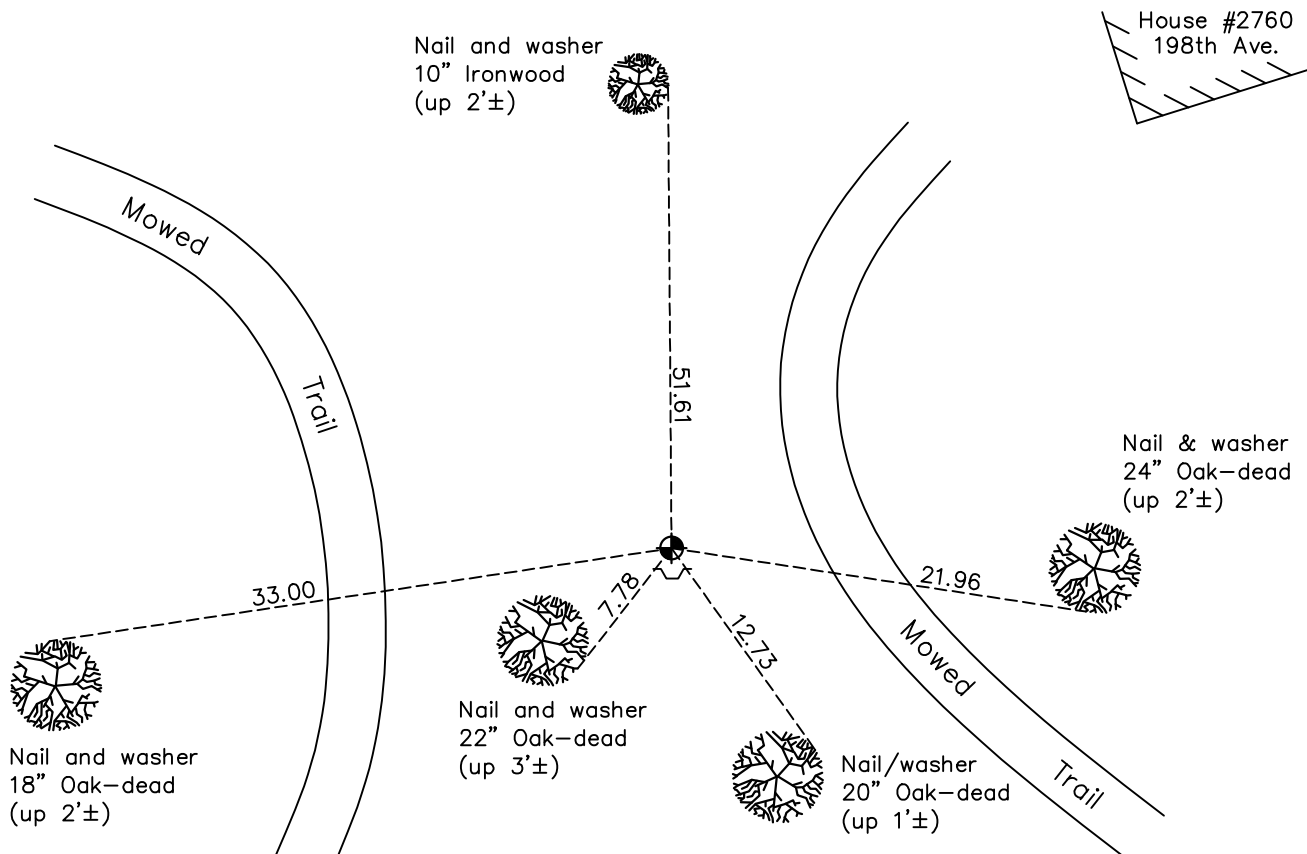 House #2760
198th Ave.
Nail and washer
10" Ironwood
(up 2'±)
Mowed
Trail
51.61
Nail & washer
24" Oak-dead
(up 2'±)
33.00
7.78
12.73
21.96
Mowed
Trail
Nail and washer
18" Oak-dead
(up 2'±)
Nail and washer
22" Oak-dead
(up 3'±)
Nail/washer
20" Oak-dead
(up 1'±)